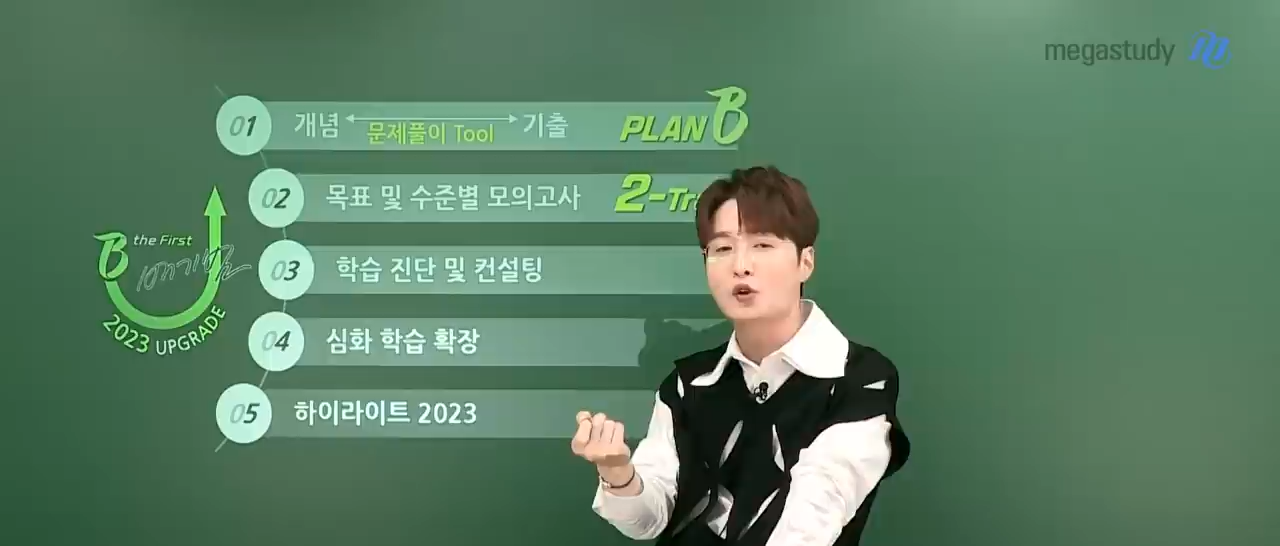 megastudy
01 개념 문제풀이 Tool 기출 PLAN B
02 목표 및 수준별 모의고사 2-Tr
03 학습 진단 및 컨설팅
04 심화 학습 확장
05 하이라이트 2023
B the First
2023 UPGRADE